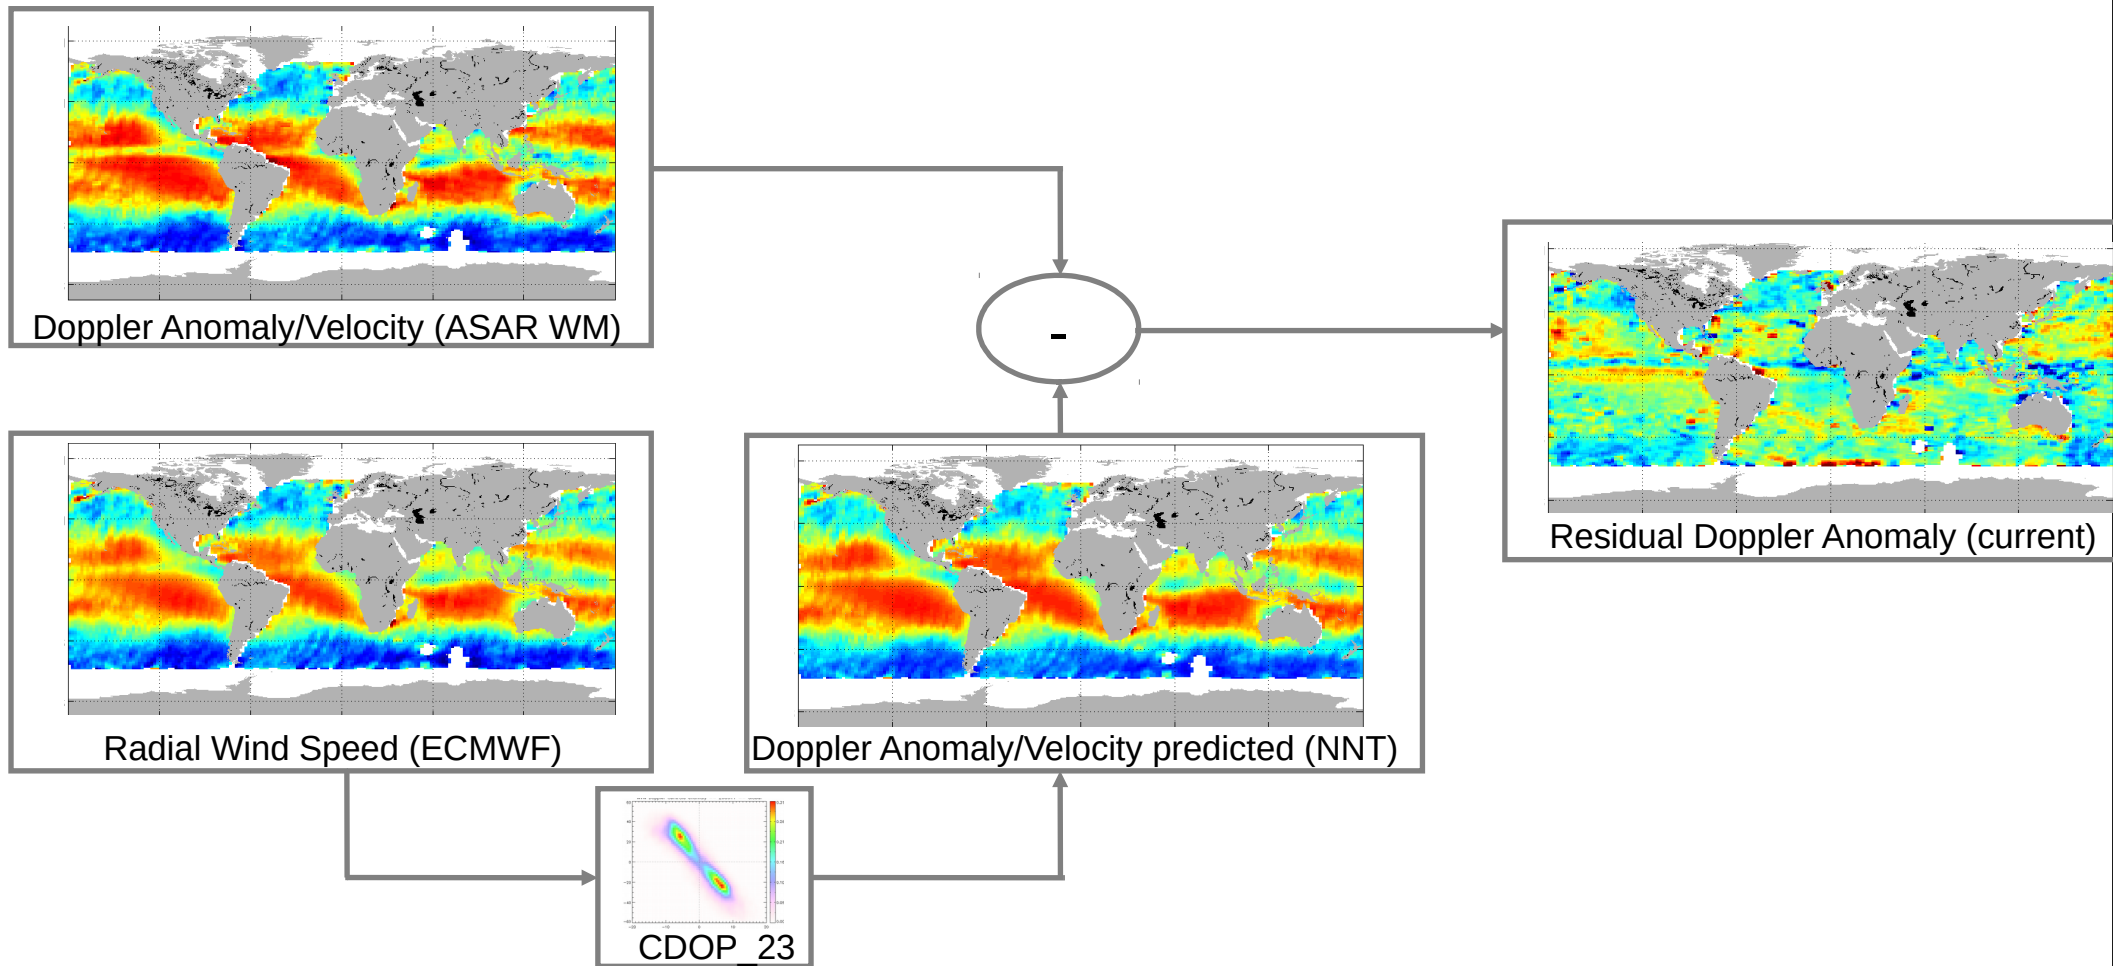 Doppler Anomaly/Velocity (ASAR WM)
-
Residual Doppler Anomaly (current)
Radial Wind Speed (ECMWF)
Doppler Anomaly/Velocity predicted (NNT)
CDOP_23